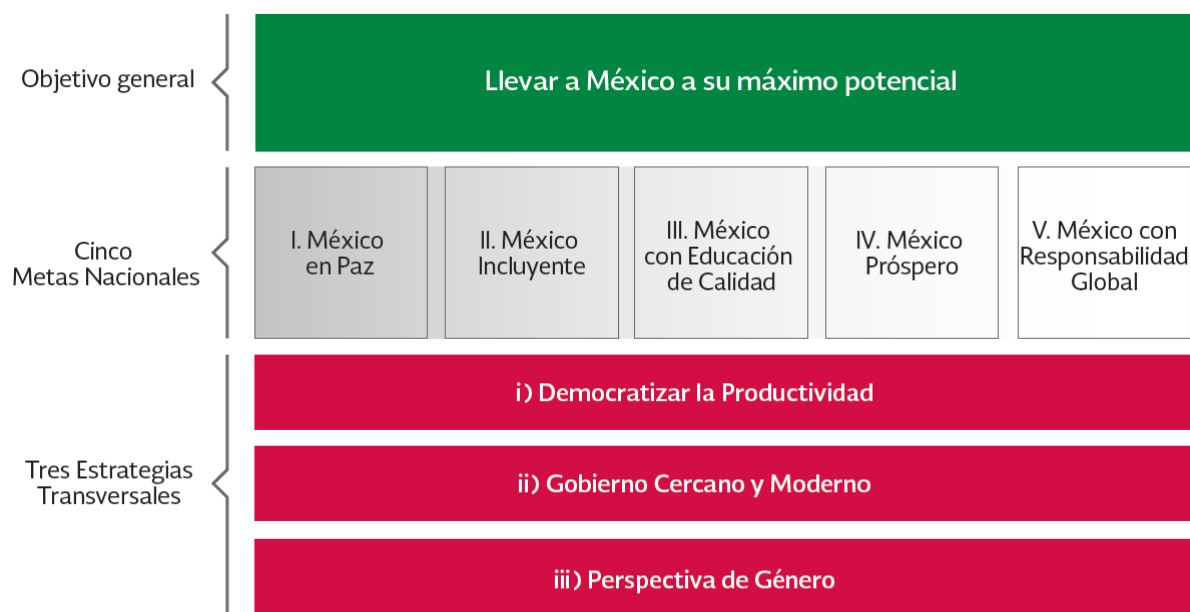 Objetivo general
Llevar a México a su máximo potencial
Cinco
Metas Nacionales
I. México
en Paz
II. México
Incluyente
III. México
con Educación
de Calidad
IV. México
Próspero
V. México con
Responsabilidad
Global
Tres Estrategias
Transversales
i) Democratizar la Productividad
ii) Gobierno Cercano y Moderno
iii) Perspectiva de Género